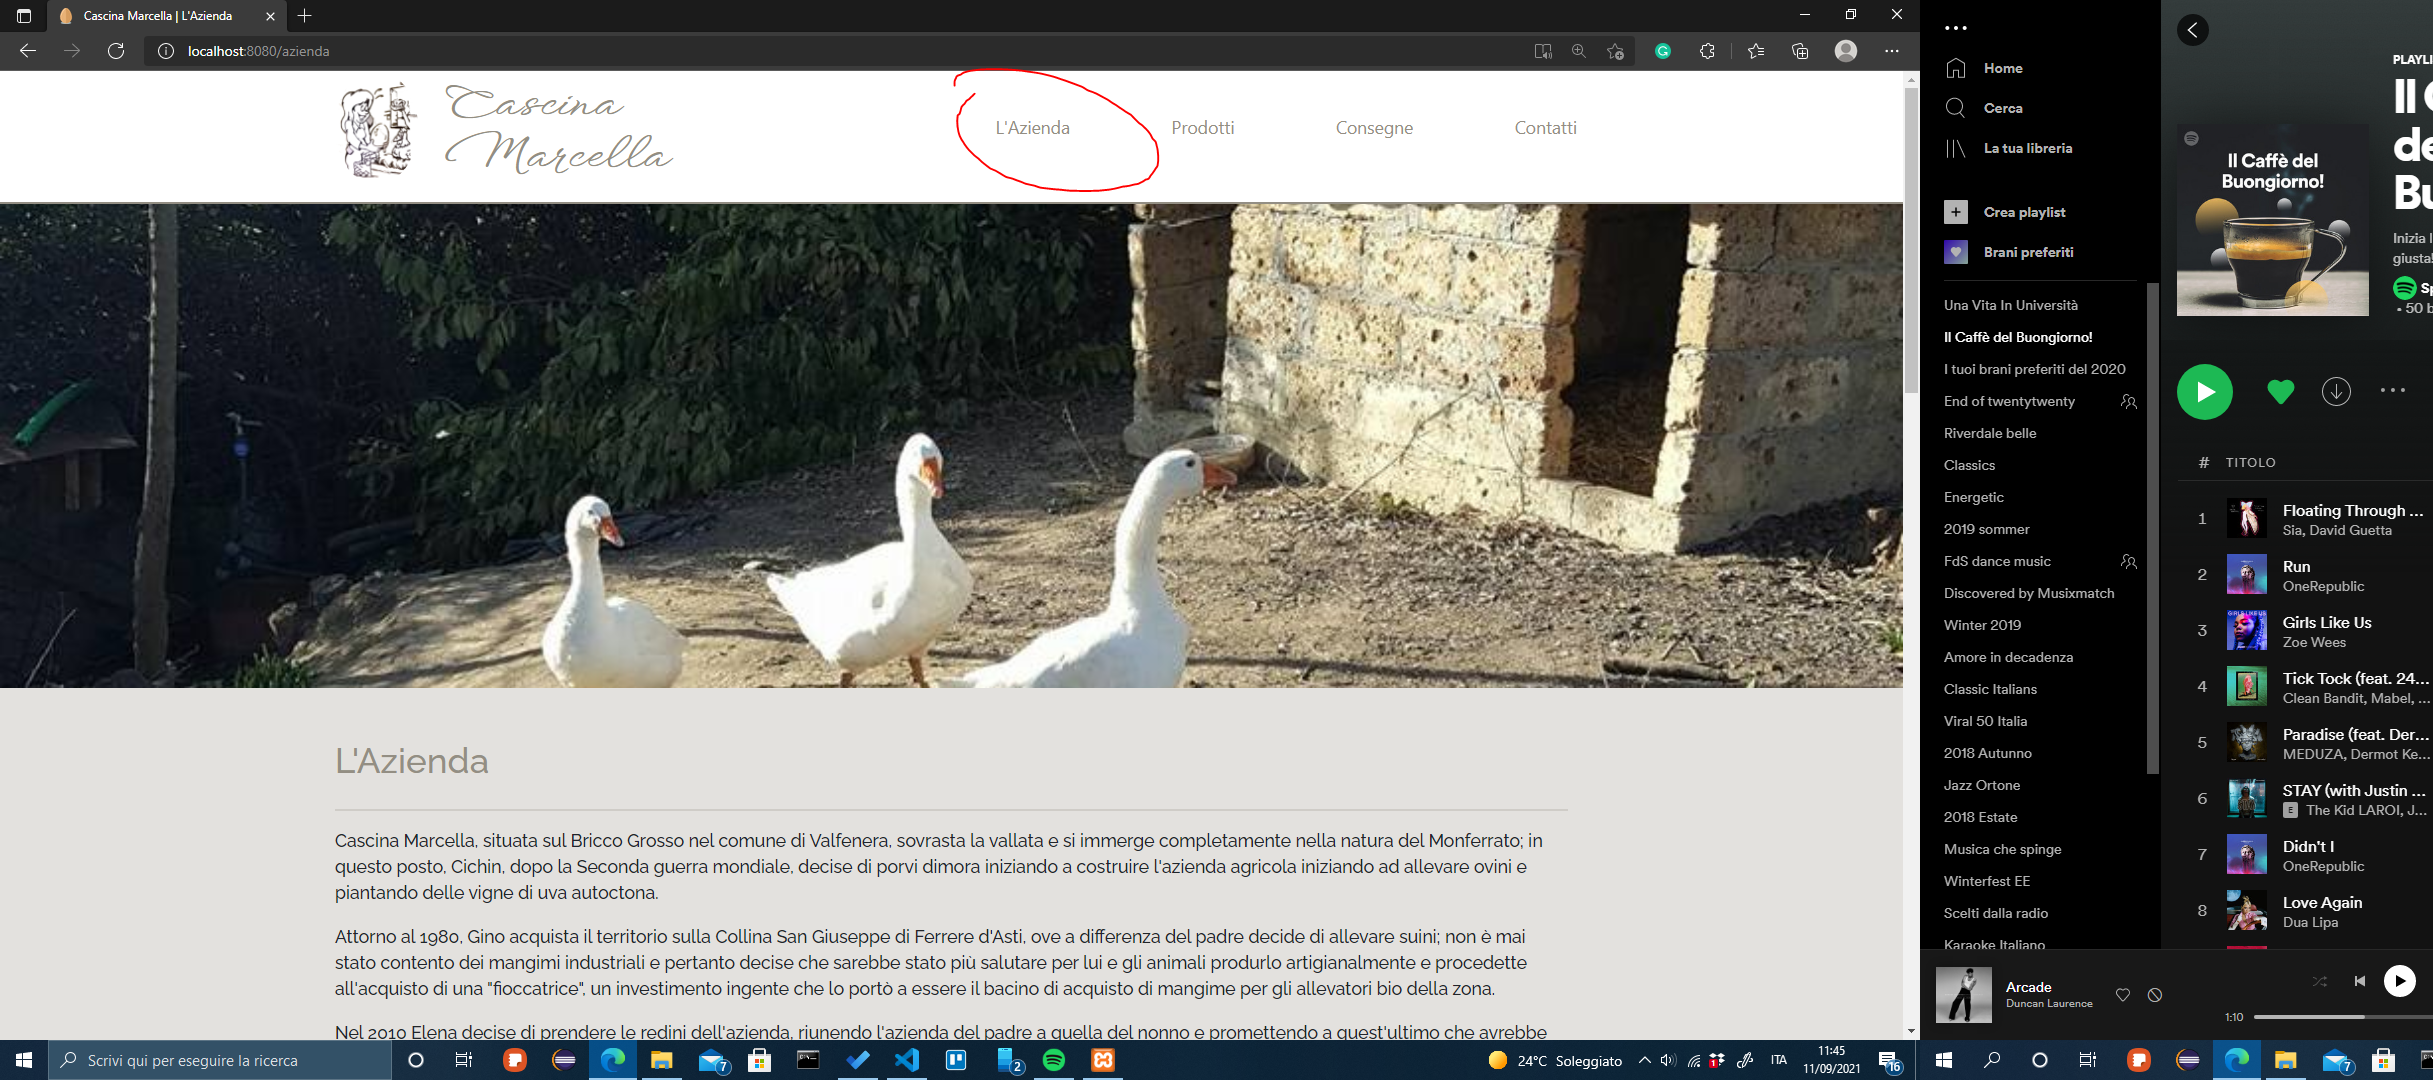 Cascina Marcella | L'Azienda
localhost:8080/azienda
Cascina
Marcella
L'Azienda
Prodotti
Consegne
Contatti
L'Azienda
Cascina Marcella, situata sul Bricco Grosso nel comune di Valfenera, sovrasta la vallata e si immerge completamente nella natura del Monferrato; in
questo posto, Cichin, dopo la Seconda guerra mondiale, decise di porvi dimora iniziando a costruire l'azienda agricola iniziando ad allevare ovini e
piantando delle vigne di uva autoctona.
Attorno al 1980, Gino acquista il territorio sulla Collina San Giuseppe di Ferrere d'Asti, ove a differenza del padre decide di allevare suini; non è mai
stato contento dei mangimi industriali e pertanto decise che sarebbe stato più salutare per lui e gli animali produrlo artigianalmente e procedette
all'acquisto di una "fioccatrice", un investimento ingente che lo portò a essere il bacino di acquisto di mangime per gli allevatori bio della zona.
Nel 2010 Elena decise di prendere le redini dell'azienda, riunendo l'azienda del padre a quella del nonno e promettendo a quest'ultimo che avrebbe
Scrivi qui per eseguire la ricerca
7
2
24°C Soleggiato
1
ITA
11:45
11/09/2021
16
Home
Cerca
La tua libreria
Crea playlist
Brani preferiti
Una Vita In Università
Il Caffè del Buongiorno!
I tuoi brani preferiti del 2020
End of twentytwenty
Riverdale belle
Classics
Energetic
2019 sommer
FdS dance music
Discovered by Musixmatch
Winter 2019
Amore in decadenza
Classic Italians
Viral 50 Italia
2018 Autunno
Jazz Ortone
2018 Estate
Musica che spinge
Winterfest EE
Scelti dalla radio
Karaoke Italiano
Il Caffè del
Buongiorno!
PLAYLI
Il C
de
Bu
Inizia l
giusta!
Sp
• 50 b
# TITOLO
1 Floating Through ...
Sia, David Guetta
2 Run
OneRepublic
3 Girls Like Us
Zoe Wees
4 Tick Tock (feat. 24...
Clean Bandit, Mabel, ...
5 Paradise (feat. Der...
MEDUZA, Dermot Ke...
6 STAY (with Justin ...
E The Kid LAROI, J...
7 Didn't I
OneRepublic
8 Love Again
Dua Lipa
Arcade
Duncan Laurence
1:10
7